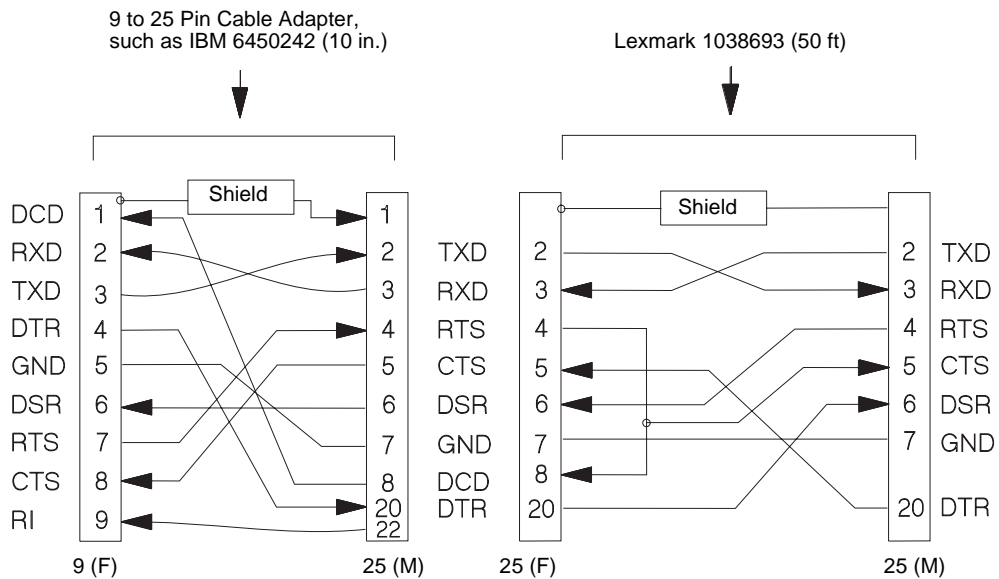 9 to 25 Pin Cable Adapter,
such as IBM 6450242 (10 in.)
Lexmark 1038693 (50 ft)
Shield
DCD 1 1
RXD 2 2
TXD 3 3
DTR 4 4
GND 5 5
DSR 6 6
RTS 7 7
CTS 8 8
20
RI 9 22
9 (F) 25 (M)
Shield
TXD 2 2 TXD
RXD 3 3 RXD
RTS 4 4 RTS
CTS 5 5 CTS
DSR 6 6 DSR
GND 7 7 GND
DCD 8
DTR 20 20 DTR
25 (F) 25 (M)